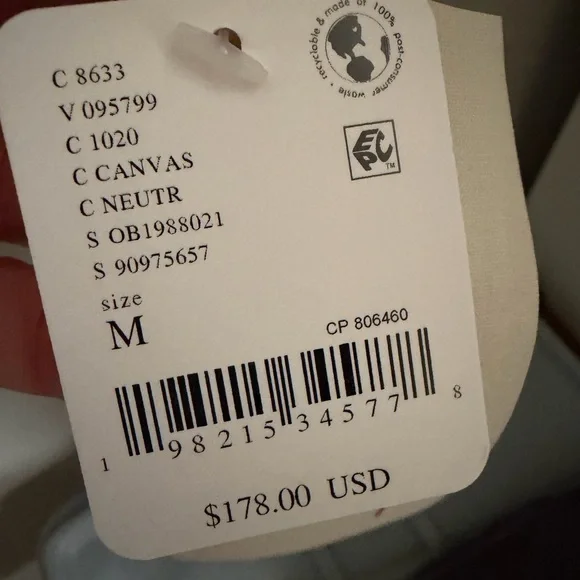 recyclable & made of 100% post-consumer waste •
C 8633
V 095799
C 1020
C CANVAS
C NEUTR
S OB1988021
S 90975657
EPC TM
size
M
CP 806460
1 98215 34577 8
$178.00 USD